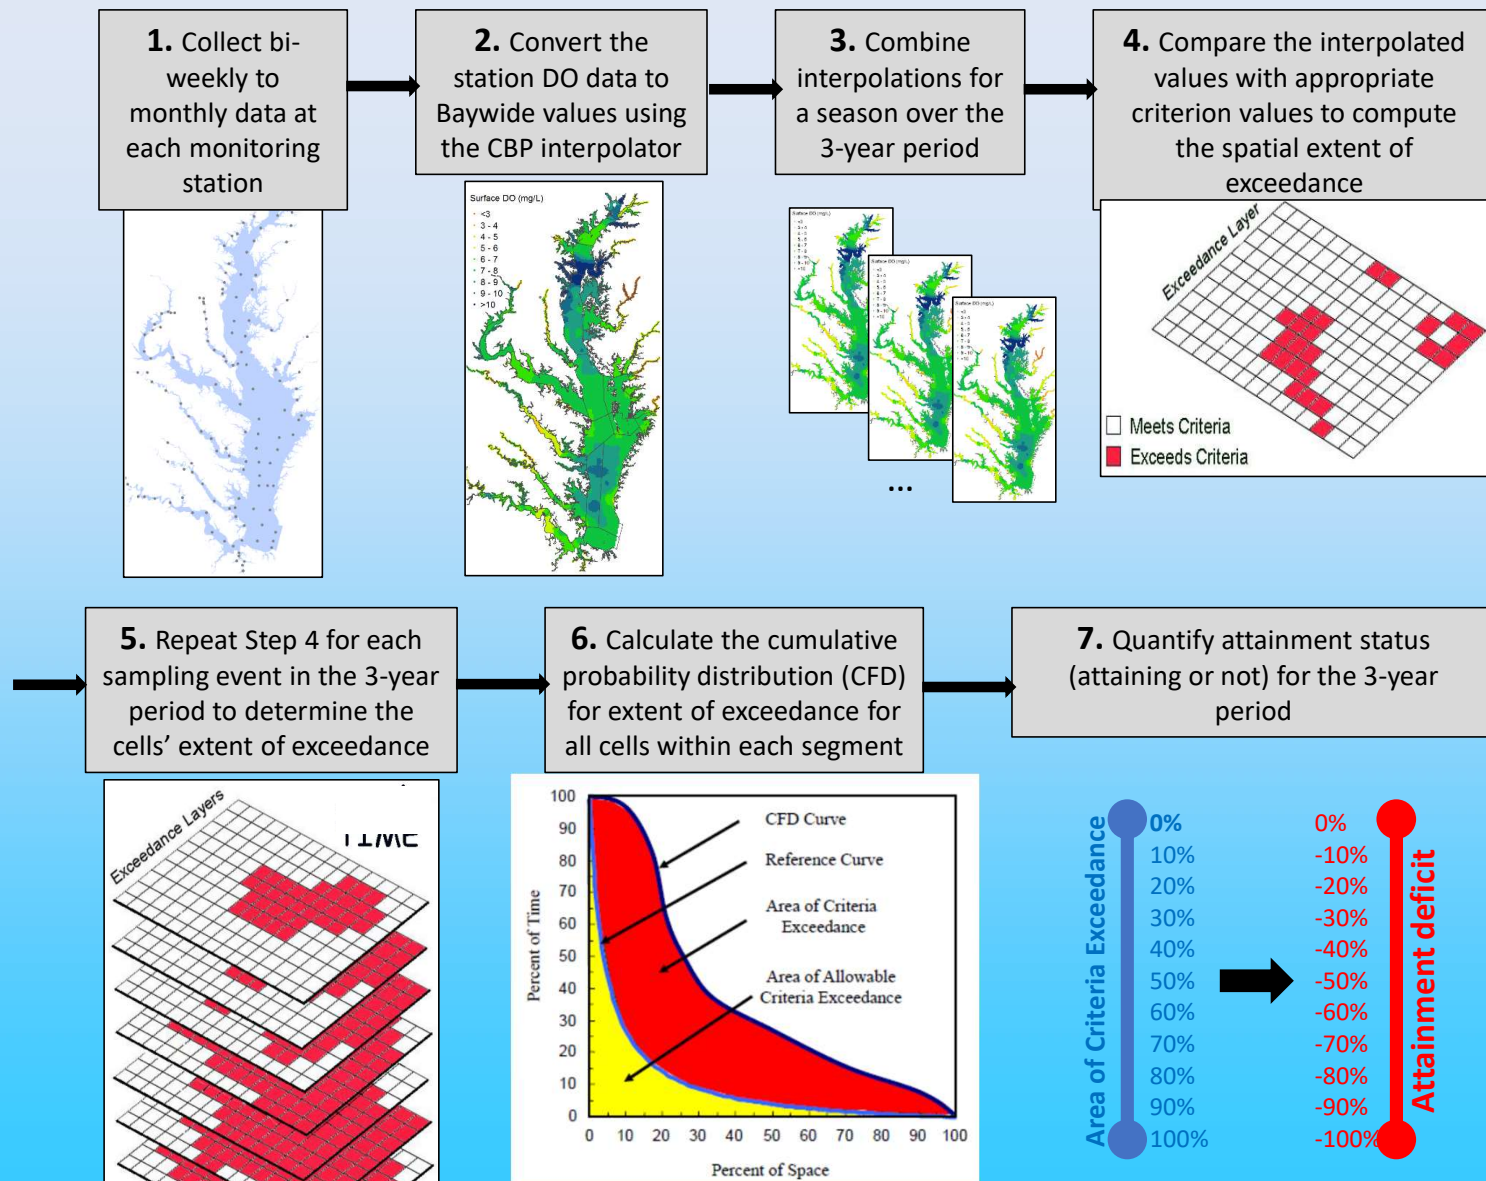 1. Collect bi-
weekly to
monthly data at
each monitoring
station
2. Convert the
station DO data to
Baywide values using
the CBP interpolator
3. Combine
interpolations for
a season over the
3-year period
4. Compare the interpolated
values with appropriate
criterion values to compute
the spatial extent of
exceedance
Surface DO (mg/L)
<3
3 - 4
4 - 5
5 - 6
6 - 7
7 - 8
8 - 9
9 - 10
>10
Surface DO (mg/L)
Surface DO (mg/L)
Surface DO (mg/L)
...
Exceedance Layer
Meets Criteria
Exceeds Criteria
5. Repeat Step 4 for each
sampling event in the 3-year
period to determine the
cells' extent of exceedance
6. Calculate the cumulative
probability distribution (CFD)
for extent of exceedance for
all cells within each segment
7. Quantify attainment status
(attaining or not) for the 3-year
period
Exceedance Layers
TIME
Percent of Time
100
90
80
70
60
50
40
30
20
10
0
CFD Curve
Reference Curve
Area of Criteria
Exceedance
Area of Allowable
Criteria Exceedance
0 10 20 30 40 50 60 70 80 90 100
Percent of Space
Area of Criteria Exceedance
0%
10%
20%
30%
40%
50%
60%
70%
80%
90%
100%
0%
-10%
-20%
-30%
-40%
-50%
-60%
-70%
-80%
-90%
-100%
Attainment deficit